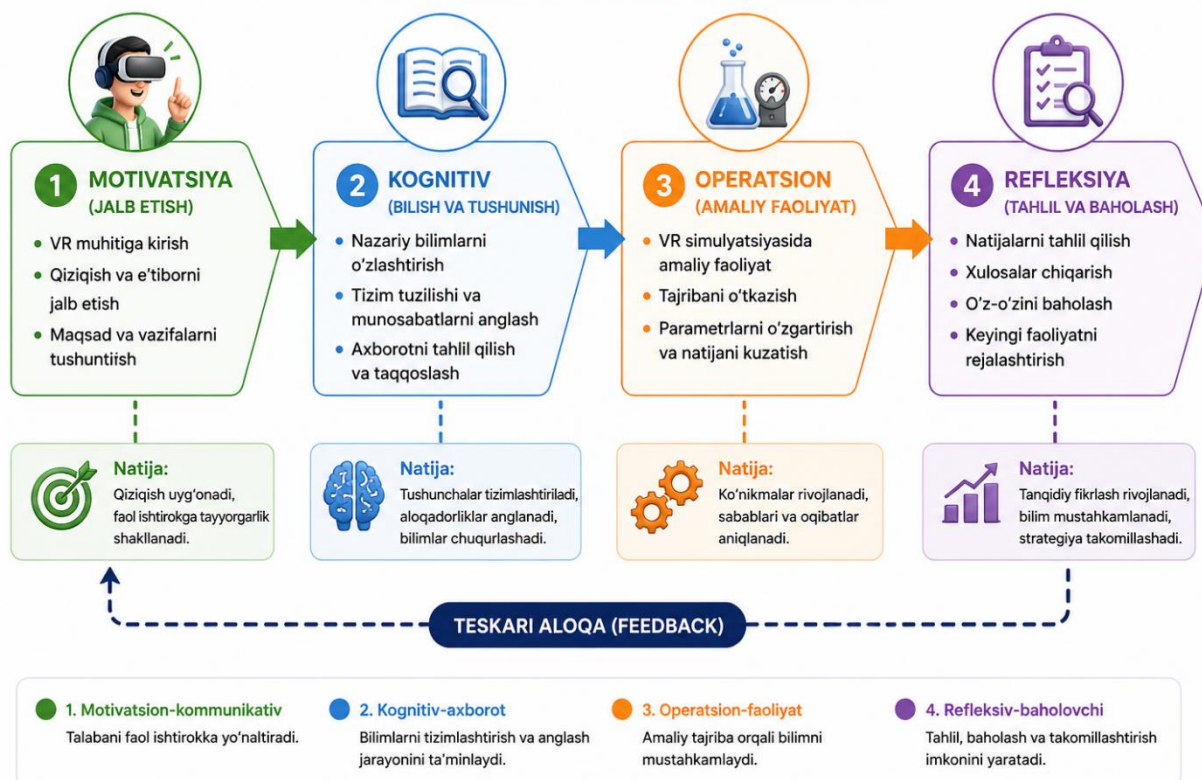 1 MOTIVATSIYA
(JALB ETISH)
• VR muhitiga kirish
• Qiziqish va e'tiborni
jalb etish
• Maqsad va vazifalarni
tushuntiish
2 KOGNITIV
(BILISH VA TUSHUNISH)
• Nazariy bilimlarni
o'zlashtirish
• Tizim tuzilishi va
munosabatlarni anglash
• Axborotni tahlil qilish
va taqqoslash
3 OPERATSION
(AMALIY FAOLIYAT)
• VR simulyatsiyasida
amaliy faoliyat
• Tajribani o'tkazish
• Parametrlarni o'zgartirish
va natijani kuzatish
4 REFLEKSIYA
(TAHLIL VA BAHOLASH)
• Natijalarni tahlil qilish
• Xulosalar chiqarish
• O'z-o'zini baholash
• Keyingi faoliyatni
rejalashtirish
Natija:
Qiziqish uyg'onadi,
faol ishtirokga tayyorgarlik
shakllanadi.
Natija:
Tushunchalar tizimlashtiriladi,
aloqadorliklar anglanadi,
bilimlar chuqurlashadi.
Natija:
Ko'nikmalar rivojlanadi,
sabablari va oqibatlar
aniqlanadi.
Natija:
Tanqidiy fikrlash rivojlanadi,
bilim mustahkamlanadi,
strategiya takomillashadi.
TESKARI ALOQA (FEEDBACK)
1. Motivatsion-kommunikativ
Talabani faol ishtirokka yo'naltiradi.
2. Kognitiv-axborot
Bilimlarni tizimlashtirish va anglash
jarayonini ta'minlaydi.
3. Operatsion-faoliyat
Amaliy tajriba orqali bilimni
mustahkamlaydi.
4. Refleksiv-baholovchi
Tahlil, baholash va takomillashtirish
imkonini yaratadi.